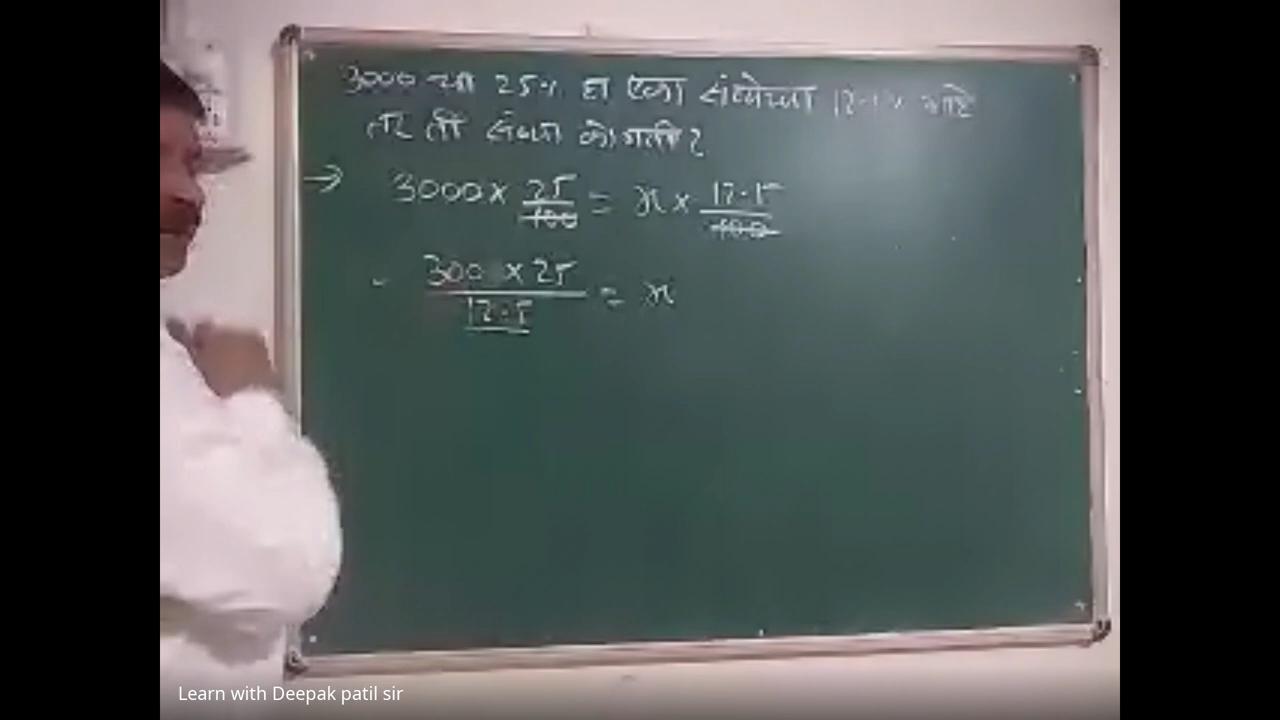 3000 च्या 25% हा एका संख्येच्या 12.5% आहे
तर ती संख्या कोणती?
→ 3000 × 25/100 = x × 12.5/100
300 × 25/12.5 = x
Learn with Deepak patil sir